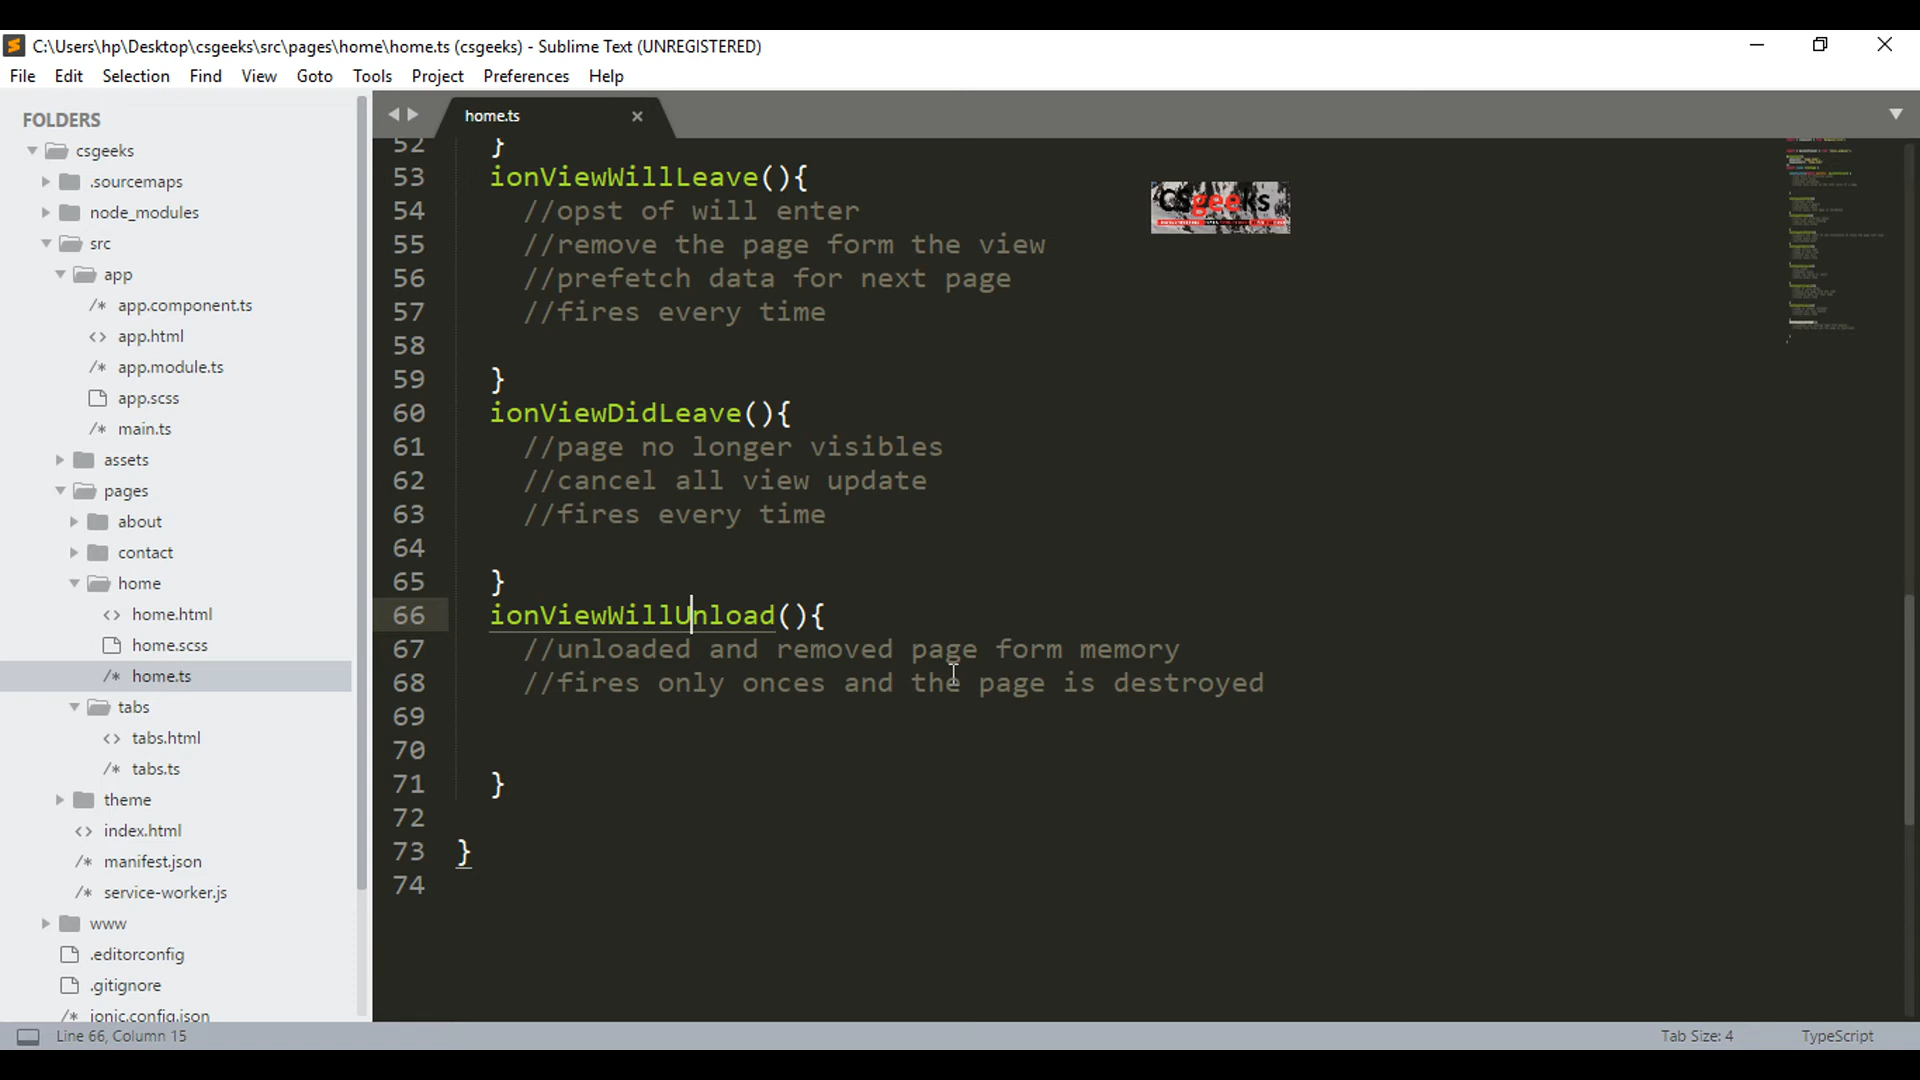 C:\Users\hp\Desktop\csgeeks\src\pages\home\home.ts (csgeeks) - Sublime Text (UNREGISTERED)
File Edit Selection Find View Goto Tools Project Preferences Help
FOLDERS
csgeeks
.sourcemaps
node_modules
src
app
/* app.component.ts
<> app.html
/* app.module.ts
app.scss
/* main.ts
assets
pages
about
contact
home
<> home.html
home.scss
/* home.ts
tabs
<> tabs.html
/* tabs.ts
theme
<> index.html
/* manifest.json
/* service-worker.js
www
.editorconfig
.gitignore
/* ionic.config.json
home.ts
52 }
53 ionViewWillLeave(){
54 //opst of will enter
55 //remove the page form the view
56 //prefetch data for next page
57 //fires every time
58
59 }
60 ionViewDidLeave(){
61 //page no longer visibles
62 //cancel all view update
63 //fires every time
64
65 }
66 ionViewWillUnload(){
67 //unloaded and removed page form memory
68 //fires only onces and the page is destroyed
69
70
71 }
72
73 }
74
CSgeeks
Line 66, Column 15
Tab Size: 4
TypeScript